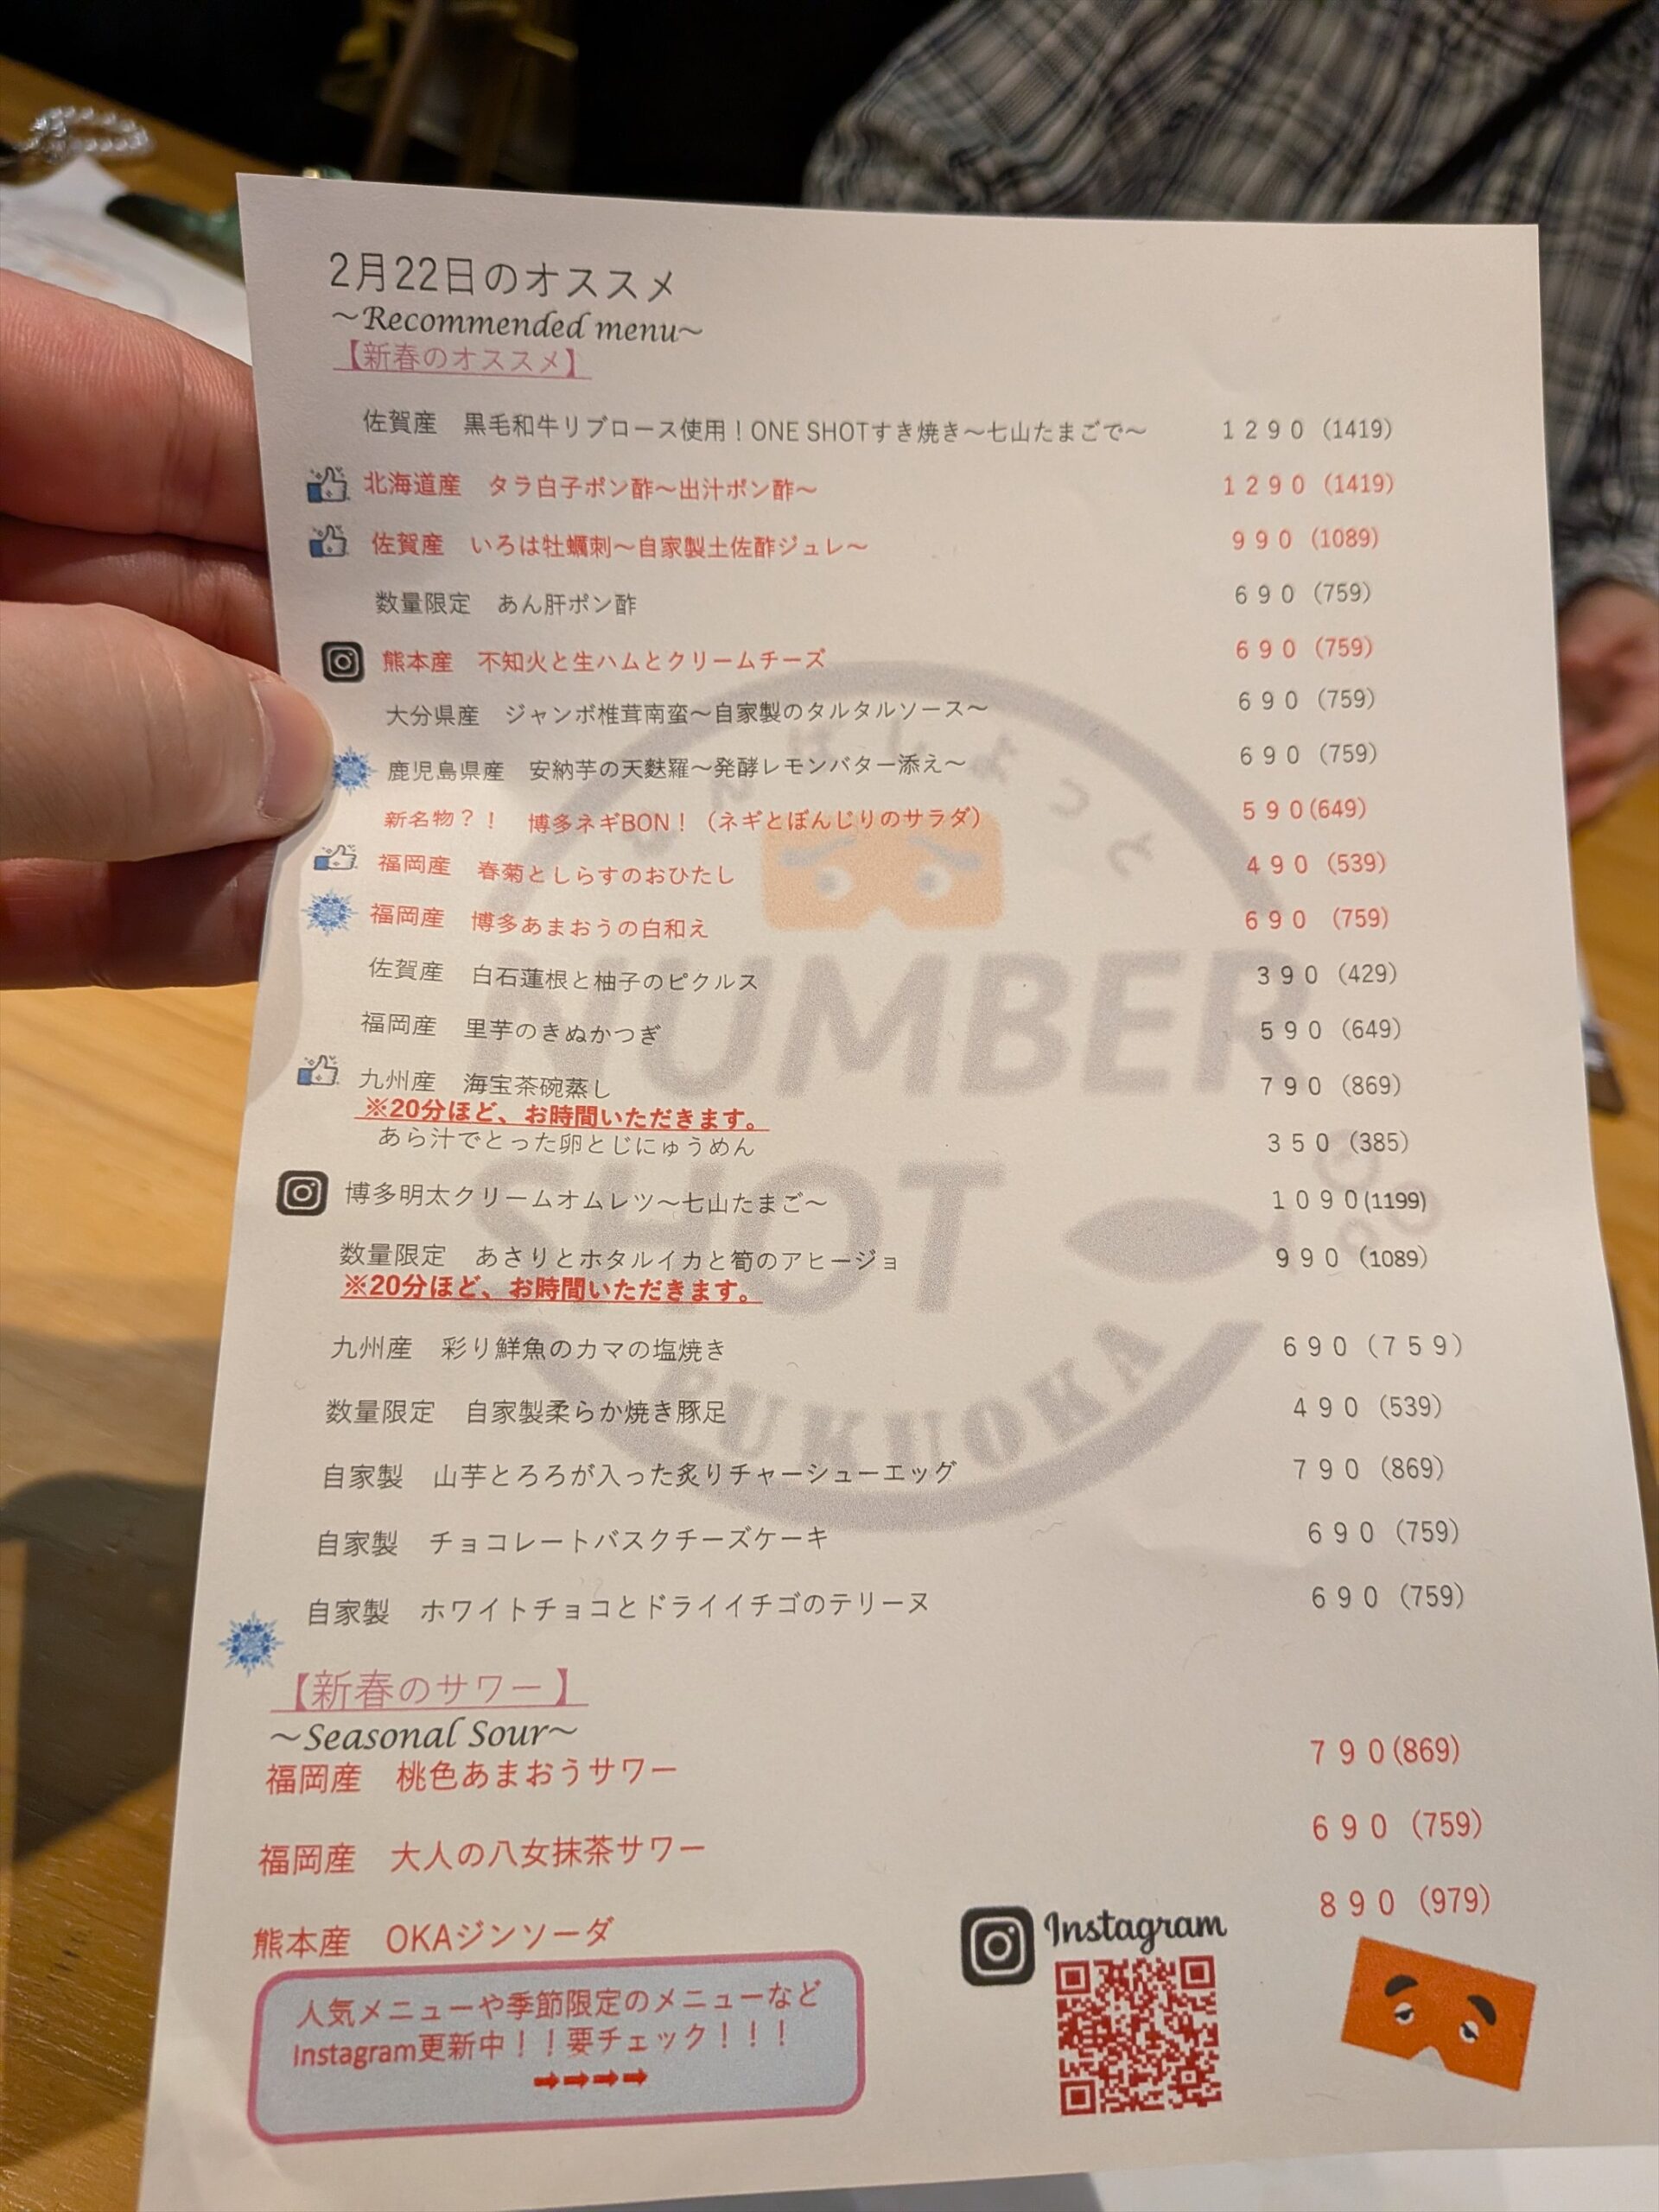 2月22日のオススメ
～Recommended menu～
【新春のオススメ】
佐賀産　黒毛和牛リブロース使用！ONE SHOTすき焼き～七山たまごで～　１２９０（1419）
北海道産　タラ白子ポン酢～出汁ポン酢～　１２９０（1419）
佐賀産　いろは牡蠣刺～自家製土佐酢ジュレ～　９９０（1089）
数量限定　あん肝ポン酢　６９０（759）
熊本産　不知火と生ハムとクリームチーズ　６９０（759）
大分県産　ジャンボ椎茸南蛮～自家製のタルタルソース～　６９０（759）
鹿児島県産　安納芋の天麩羅～発酵レモンバター添え～　６９０（759）
新名物？！　博多ネギBON！（ネギとぼんじりのサラダ）　５９０(649)
福岡産　春菊としらすのおひたし　４９０（539）
福岡産　博多あまおうの白和え　６９０（759）
佐賀産　白石蓮根と柚子のピクルス　３９０（429）
福岡産　里芋のきぬかつぎ　５９０（649）
九州産　海宝茶碗蒸し　７９０（869）
※20分ほど、お時間いただきます。
あら汁でとった卵とじにゅうめん　３５０（385）
博多明太クリームオムレツ～七山たまご～　１０９０(1199)
数量限定　あさりとホタルイカと筍のアヒージョ　９９０（1089）
※20分ほど、お時間いただきます。
九州産　彩り鮮魚のカマの塩焼き　６９０（７５９）
数量限定　自家製柔らか焼き豚足　４９０（539）
自家製　山芋とろろが入った炙りチャーシューエッグ　７９０（869）
自家製　チョコレートバスクチーズケーキ　６９０（759）
自家製　ホワイトチョコとドライイチゴのテリーヌ　６９０（759）
【新春のサワー】
～Seasonal Sour～
福岡産　桃色あまおうサワー　７９０(869)
福岡産　大人の八女抹茶サワー　６９０（759）
熊本産　OKAジンソーダ　８９０（979）
人気メニューや季節限定のメニューなど
Instagram更新中！！要チェック！！！
➡➡➡➡
Instagram
NUMBER
SHOT
FUKUOKA